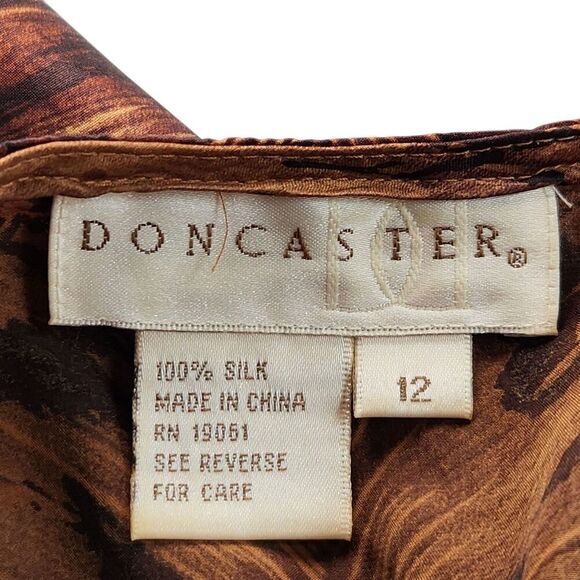 DONCASTER®
100% SILK
MADE IN CHINA
RN 19061
SEE REVERSE
FOR CARE
12